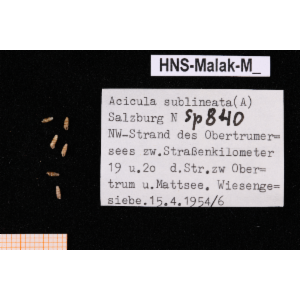 HNS-Malak-M_
Acicula sublineata(A)
Salzburg N Sp840
NW-Strand des Obertrumer=
sees zw.Straßenkilometer
19 u.2o d.Str.zw Ober=
trum u.Mattsee. Wiesenge=
siebe.15.4.1954/6